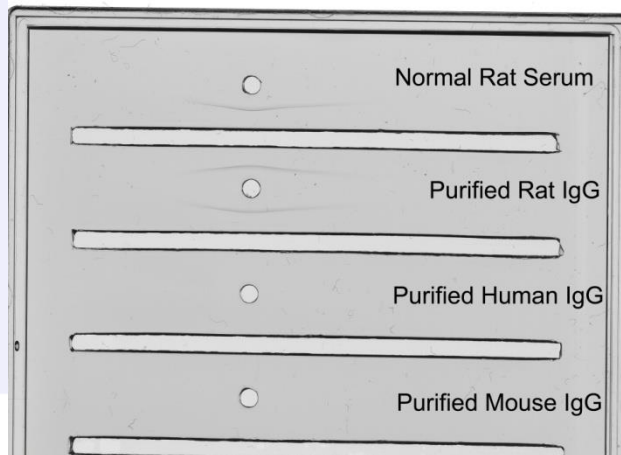 Normal Rat Serum
Purified Rat IgG
Purified Human IgG
Purified Mouse IgG